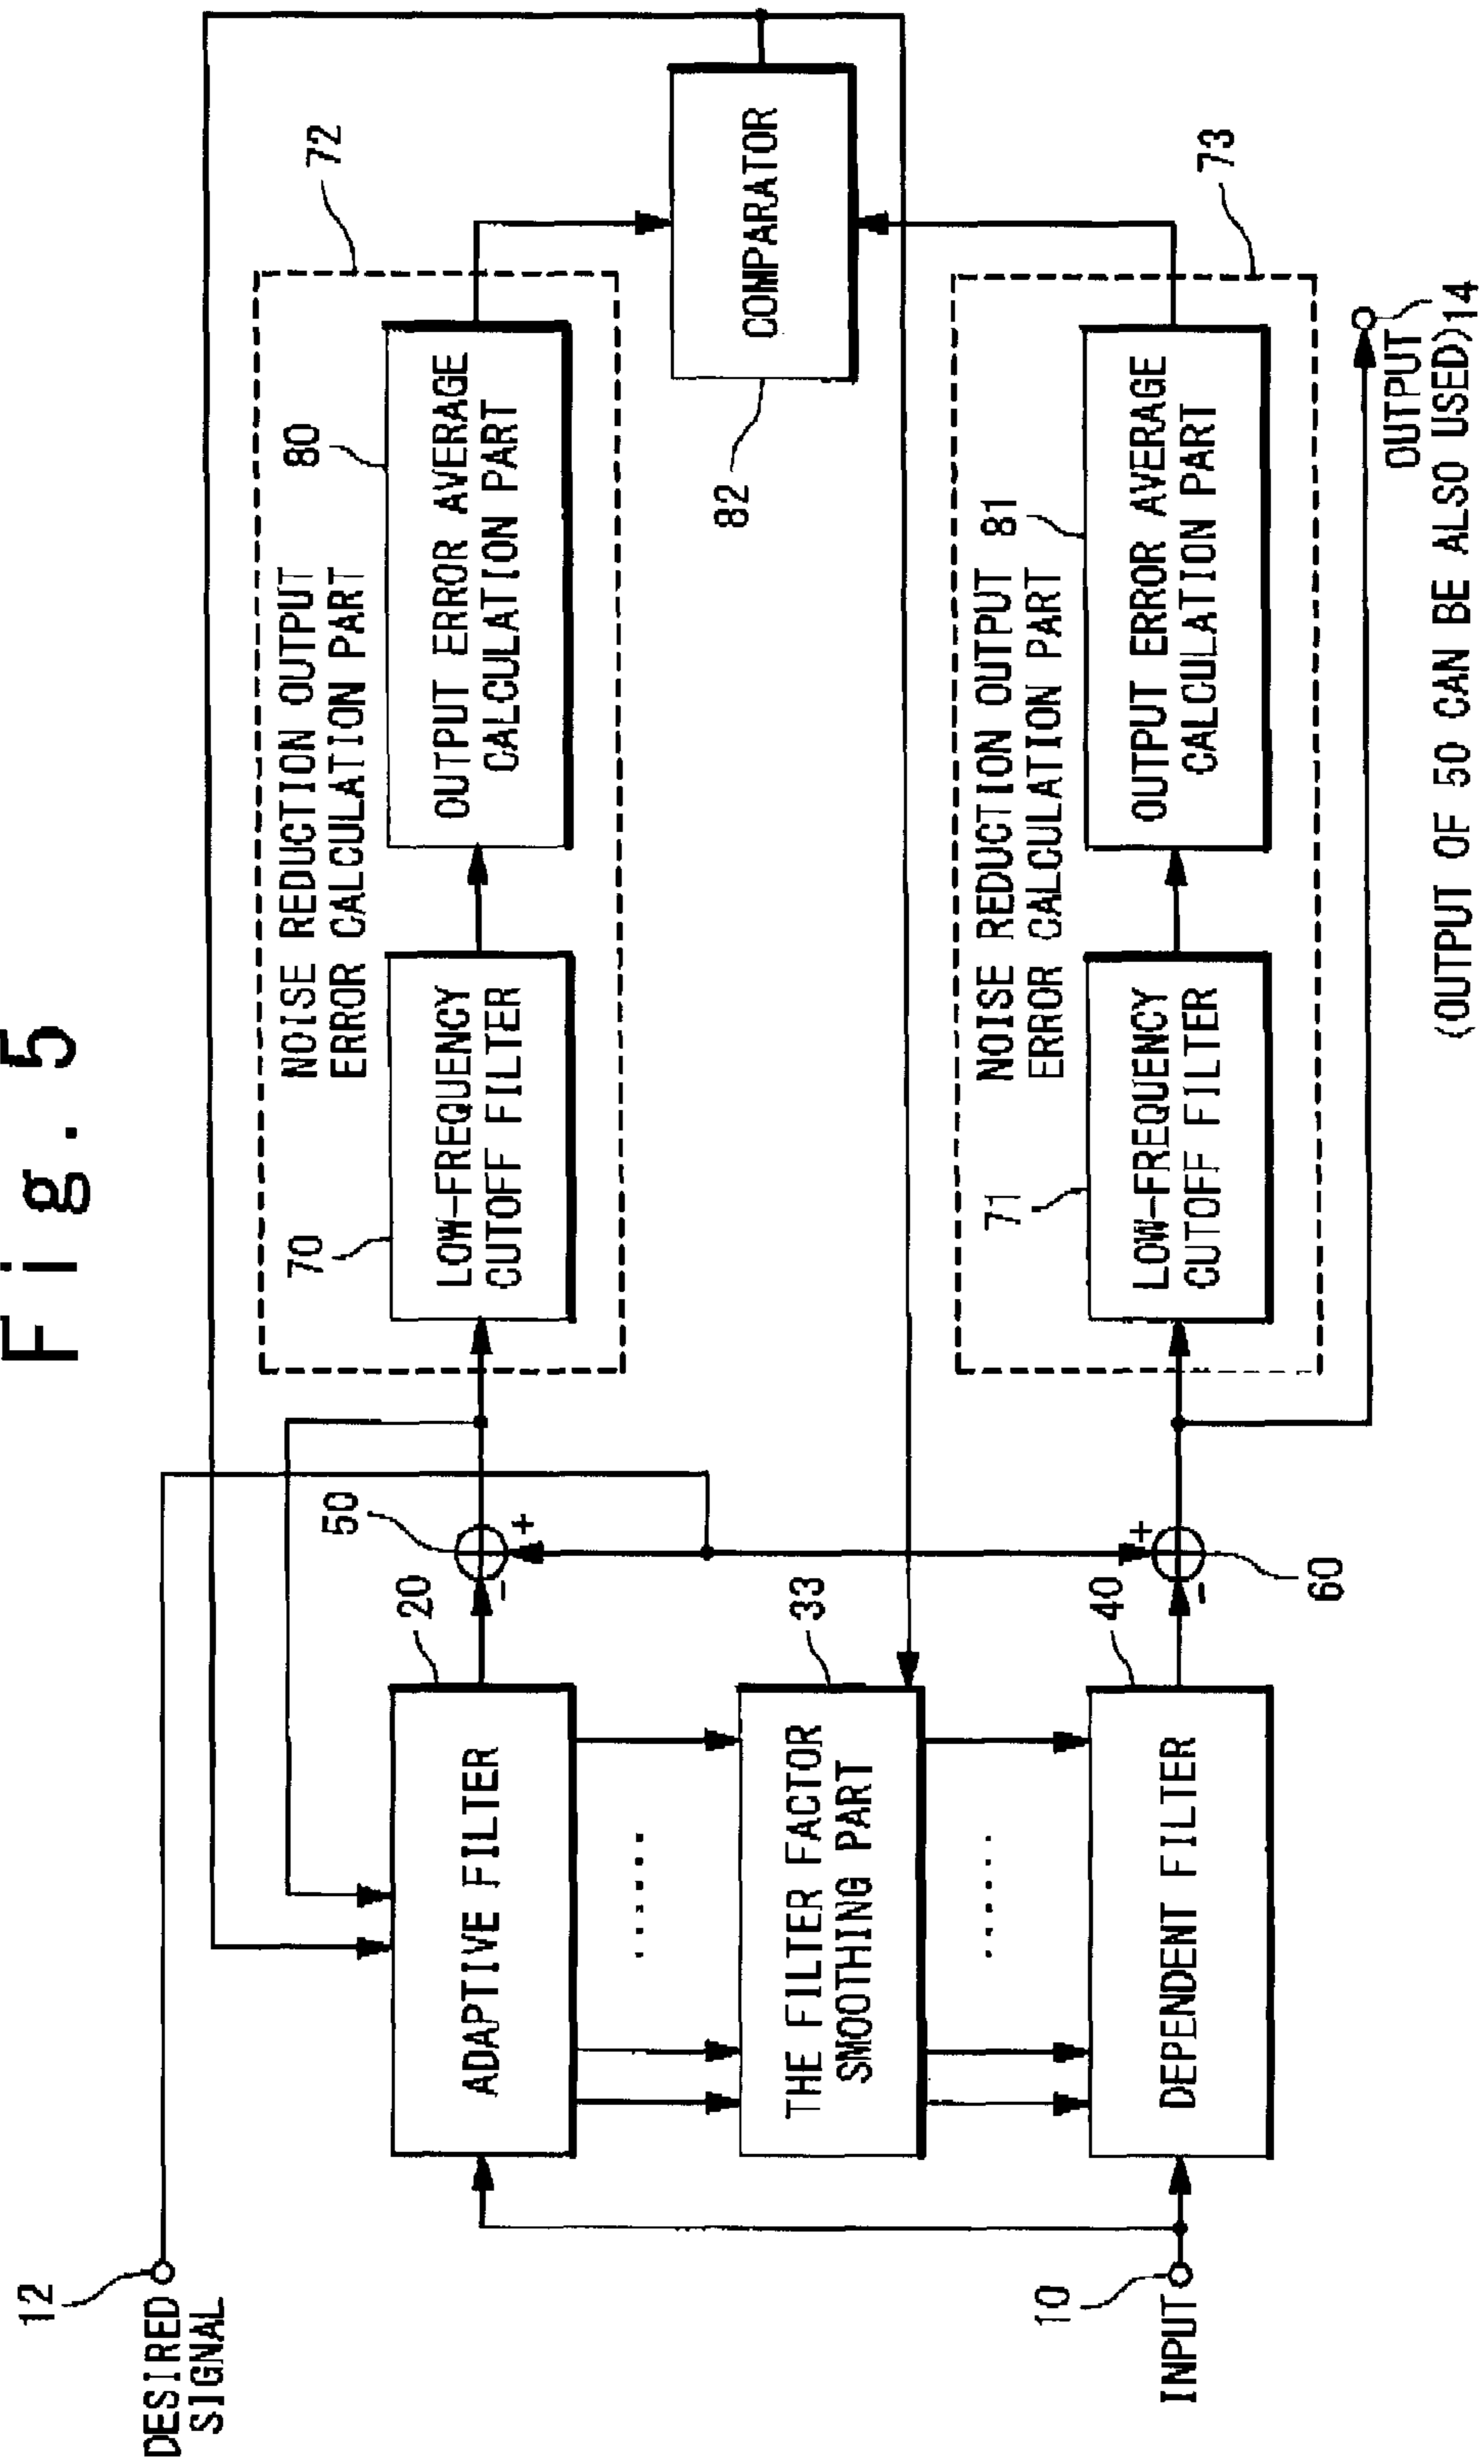 Fig. 5
12
DESIRED
SIGNAL
50
NOISE REDUCTION OUTPUT
ERROR CALCULATION PART
72
20
ADAPTIVE FILTER
-
+
70
LOW-FREQUENCY
CUTOFF FILTER
80
OUTPUT ERROR AVERAGE
CALCULATION PART
33
THE FILTER FACTOR
SMOOTHING PART
82
COMPARATOR
10
INPUT
40
DEPENDENT FILTER
-
+
60
NOISE REDUCTION OUTPUT
ERROR CALCULATION PART
73
71
LOW-FREQUENCY
CUTOFF FILTER
81
OUTPUT ERROR AVERAGE
CALCULATION PART
OUTPUT
(OUTPUT OF 50 CAN BE ALSO USED)
14